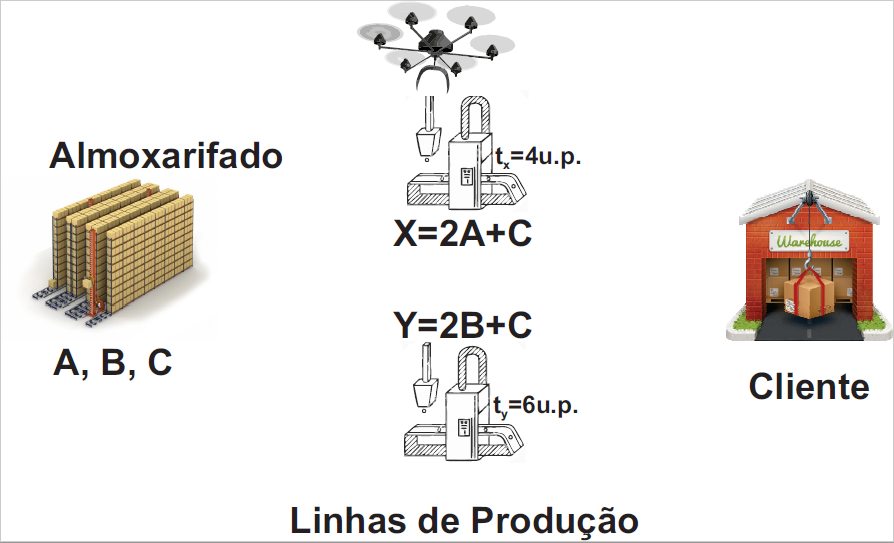 Almoxarifado
A, B, C
tx=4u.p.
X=2A+C
Y=2B+C
ty=6u.p.
Warehouse
Cliente
Linhas de Produção